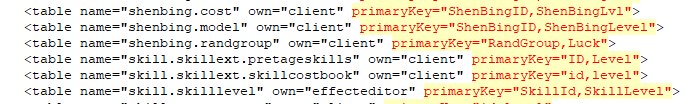 <table name="shenbing.cost" own="client" primaryKey="ShenBingID,ShenBingLvl">
<table name="shenbing.model" own="client" primaryKey="ShenBingID,ShenBingLevel">
<table name="shenbing.randgroup" own="client" primaryKey="RandGroup,Luck">
<table name="skill.skillext.pretageskills" own="client" primaryKey="ID,Level">
<table name="skill.skillext.skillcostbook" own="client" primaryKey="id,level">
<table name="skill.skilllevel" own="effecteditor" primaryKey="SkillId,SkillLevel">